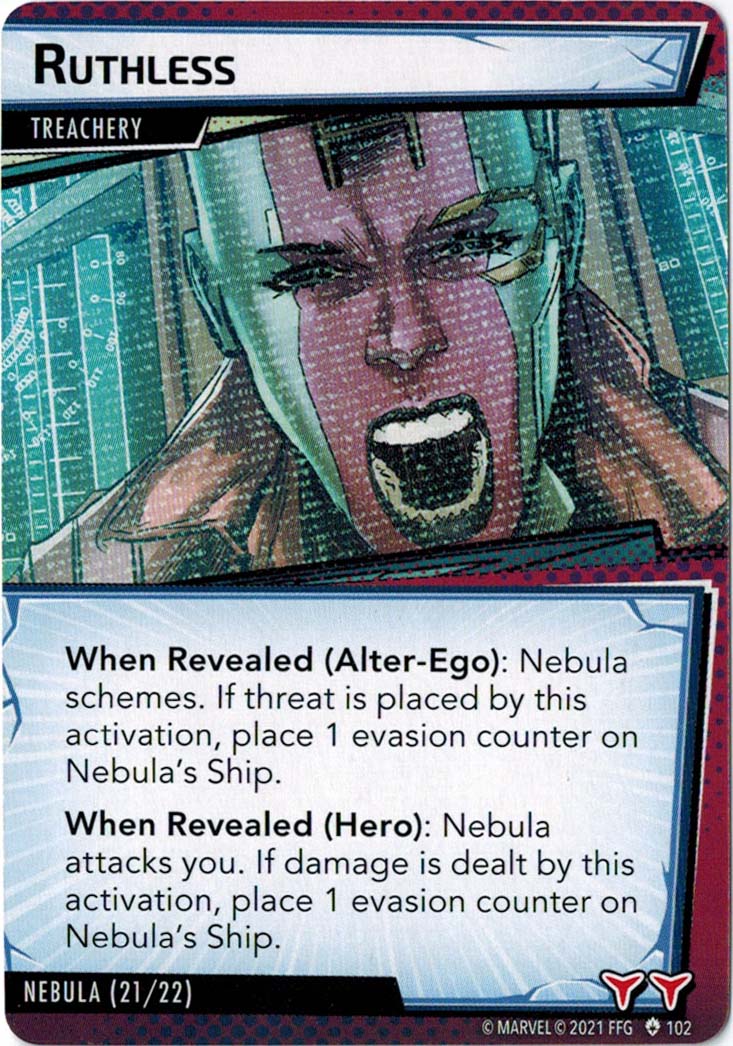 RUTHLESS
TREACHERY
When Revealed (Alter-Ego): Nebula
schemes. If threat is placed by this
activation, place 1 evasion counter on
Nebula's Ship.
When Revealed (Hero): Nebula
attacks you. If damage is dealt by this
activation, place 1 evasion counter on
Nebula's Ship.
NEBULA (21/22)
© MARVEL © 2021 FFG 102